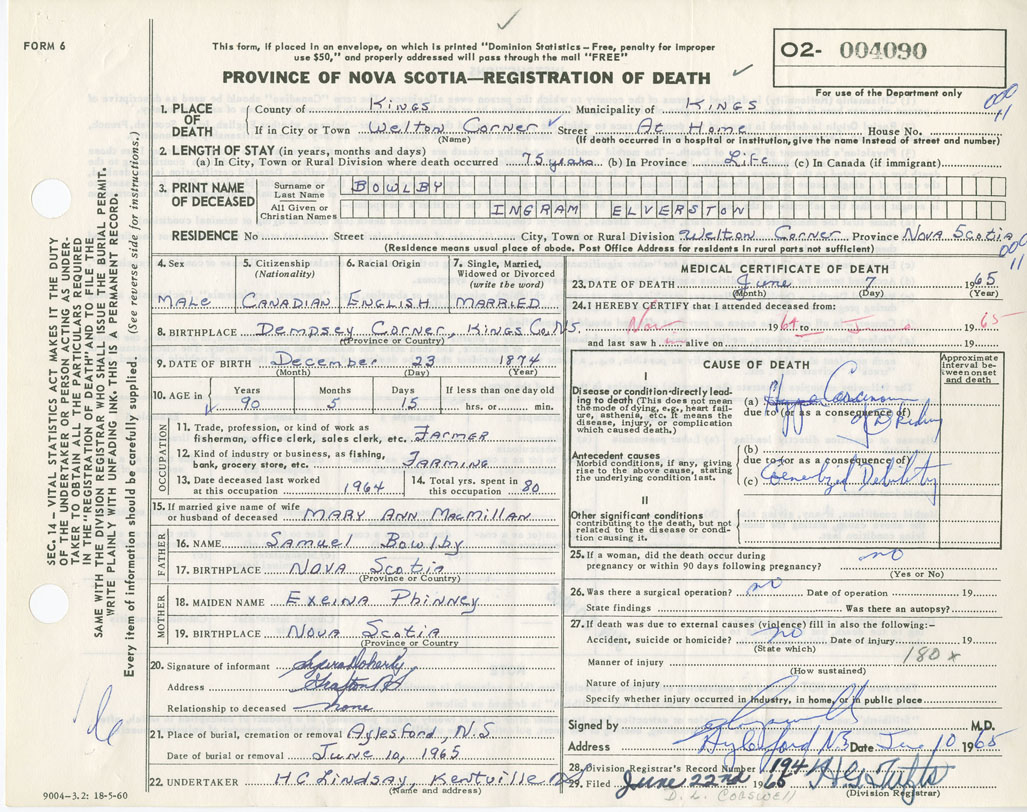 FORM 6
This form, if placed in an envelope, on which is printed "Dominion Statistics – Free, penalty for improper
use $50," and properly addressed will pass through the mail "FREE"
PROVINCE OF NOVA SCOTIA—REGISTRATION OF DEATH
O2- 004090
For use of the Department only
1. PLACE OF DEATH
County of KINGS Municipality of KINGS
If in City or Town Welton Corner Street At Home House No.
(Name) (If death occurred in a hospital or institution, give the name instead of street and number)
2. LENGTH OF STAY (in years, months and days)
(a) In City, Town or Rural Division where death occurred 75 years (b) In Province Life (c) In Canada (if immigrant)
3. PRINT NAME OF DECEASED
Surname or Last Name BOWLBY
All Given or Christian Names INGRAM ELVERSTON
RESIDENCE No Street City, Town or Rural Division Welton Corner Province Nova Scotia
(Residence means usual place of abode. Post Office Address for residents in rural parts not sufficient)
4. Sex
MALE
5. Citizenship (Nationality)
CANADIAN
6. Racial Origin
ENGLISH
7. Single, Married, Widowed or Divorced (write the word)
MARRIED
8. BIRTHPLACE Dempsey Corner, Kings Co N.S.
(Province or Country)
9. DATE OF BIRTH December 23 1874
(Month) (Day) (Year)
10. AGE in
Years Months Days If less than one day old
90 5 15 hrs. or min.
OCCUPATION
11. Trade, profession, or kind of work as
fisherman, office clerk, sales clerk, etc. FARMER
12. Kind of industry or business, as fishing,
bank, grocery store, etc. FARMING
13. Date deceased last worked at this occupation 1964
14. Total yrs. spent in this occupation 80
15. If married give name of wife
or husband of deceased MARY ANN MACMILLAN
FATHER
16. NAME Samuel Bowlby
17. BIRTHPLACE NOVA Scotia
(Province or Country)
MOTHER
18. MAIDEN NAME Exeina Phinney
19. BIRTHPLACE Nova Scotia
(Province or Country)
20. Signature of informant Doherty
Address Grafton NS
Relationship to deceased none
21. Place of burial, cremation or removal Aylesford, N.S.
Date of burial or removal June 10, 1965
22. UNDERTAKER H.C. Lindsay, Kentville NS
(Name and address)
9004-3.2: 18-5-60
MEDICAL CERTIFICATE OF DEATH
23. DATE OF DEATH June 7 1965
(Month) (Day) (Year)
24. I HEREBY CERTIFY that I attended deceased from:
Nov 1964 to June 1965
and last saw h alive on 19
CAUSE OF DEATH
Approximate interval between onset and death
I
Disease or condition directly leading to death (This does not mean the mode of dying, e.g., heart failure, asthenia, etc. It means the disease, injury, or complication which caused death.)
(a) Carcinoma
due to (or as a consequence of)
of Kidney
Antecedent causes
Morbid conditions, if any, giving rise to the above cause, stating the underlying condition last.
(b)
due to (or as a consequence of)
(c) Generalized Debility
II
Other significant conditions
contributing to the death, but not related to the disease or condition causing it.
25. If a woman, did the death occur during
pregnancy or within 90 days following pregnancy? no
(Yes or No)
26. Was there a surgical operation? no Date of operation 19
State findings Was there an autopsy?
27. If death was due to external causes (violence) fill in also the following:-
Accident, suicide or homicide? no Date of injury 19
(State which)
180 x
Manner of injury
(How sustained)
Nature of injury
Specify whether injury occurred in industry, home, or in public place
Signed by M.D.
Address Aylesford NS Date Jun 10 1965
28. Division Registrar's Record Number 194
29. Filed June 22nd 1965
(Division Registrar)
SEC. 14 – VITAL STATISTICS ACT MAKES IT THE DUTY
OF THE UNDERTAKER OR PERSON ACTING AS UNDER-
TAKER TO OBTAIN ALL THE PARTICULARS REQUIRED
IN THE "REGISTRATION OF DEATH" AND TO FILE THE
SAME WITH THE DIVISION REGISTRAR WHO SHALL ISSUE THE BURIAL PERMIT.
WRITE PLAINLY WITH UNFADING INK. THIS IS A PERMANENT RECORD.
Every item of information should be carefully supplied. (See reverse side for instructions.)